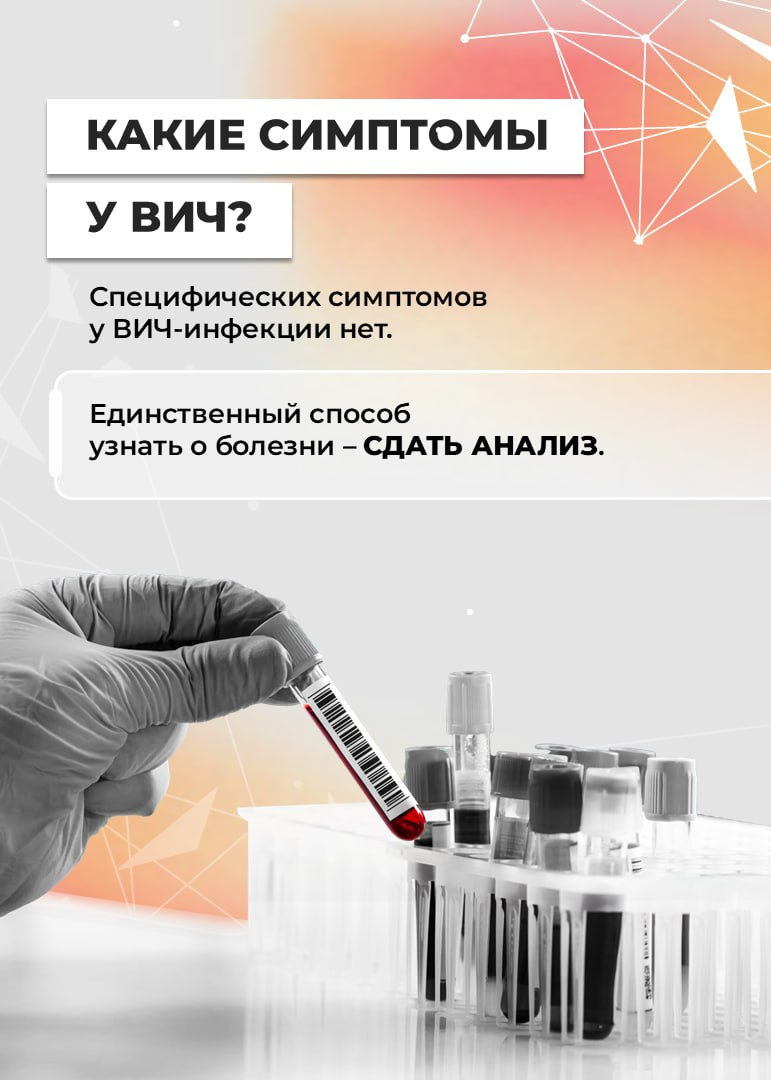 КАКИЕ СИМПТОМЫ
У ВИЧ?
Специфических симптомов
у ВИЧ-инфекции нет.
Единственный способ
узнать о болезни – СДАТЬ АНАЛИЗ.